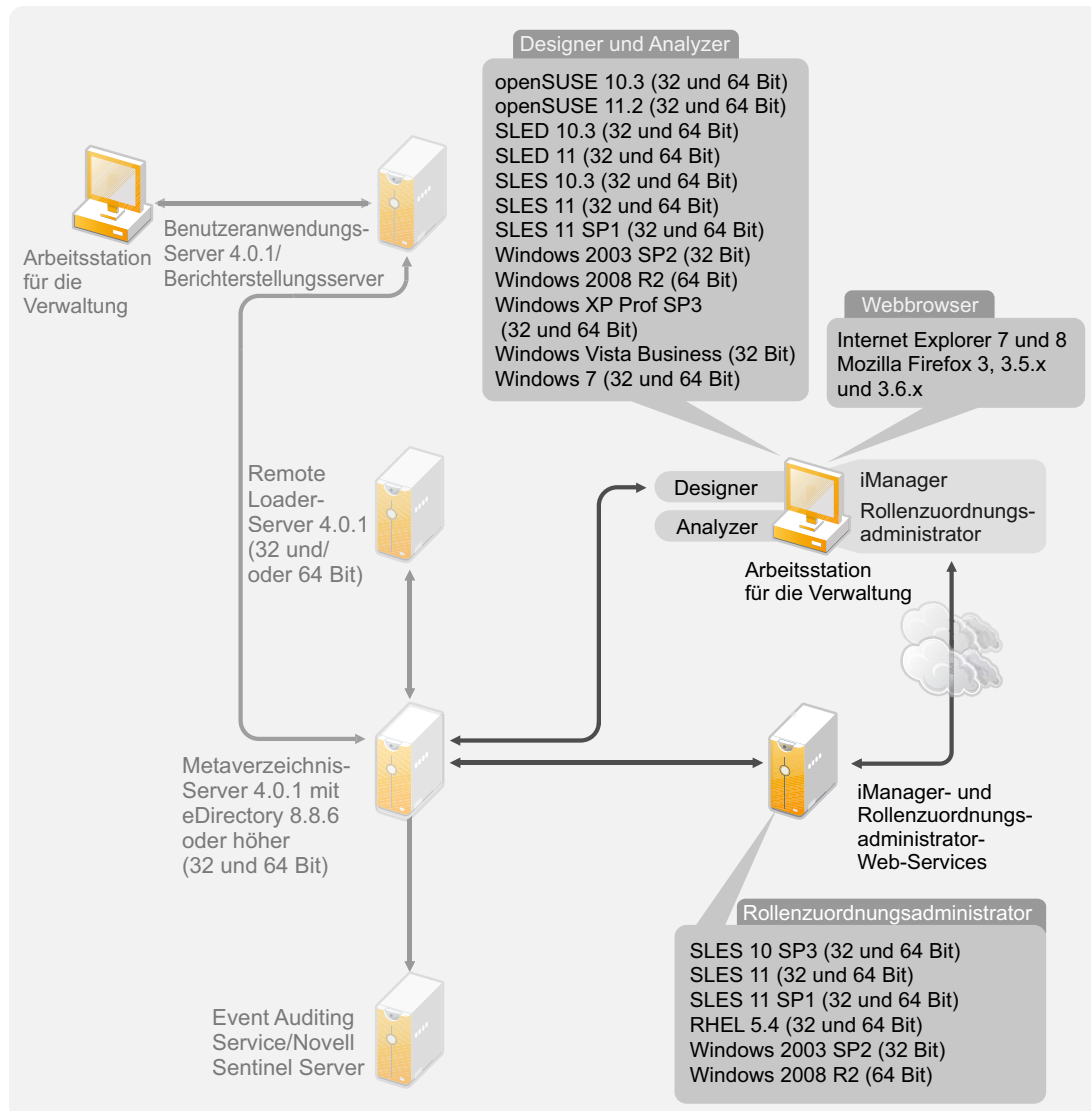 Designer und Analyzer
openSUSE 10.3 (32 und 64 Bit)
openSUSE 11.2 (32 und 64 Bit)
SLED 10.3 (32 und 64 Bit)
SLED 11 (32 und 64 Bit)
SLES 10.3 (32 und 64 Bit)
SLES 11 (32 und 64 Bit)
SLES 11 SP1 (32 und 64 Bit)
Windows 2003 SP2 (32 Bit)
Windows 2008 R2 (64 Bit)
Windows XP Prof SP3
(32 und 64 Bit)
Windows Vista Business (32 Bit)
Windows 7 (32 und 64 Bit)
Arbeitsstation
für die
Verwaltung
Benutzeranwendungs-
Server 4.0.1/
Berichterstellungsserver
Webbrowser
Internet Explorer 7 und 8
Mozilla Firefox 3, 3.5.x
und 3.6.x
Remote
Loader-
Server 4.0.1
(32 und/
oder 64 Bit)
Designer
Analyzer
iManager
Rollenzuordnungs-
administrator
Arbeitsstation
für die Verwaltung
Metaverzeichnis-
Server 4.0.1 mit
eDirectory 8.8.6
oder höher
(32 und 64 Bit)
iManager- und
Rollenzuordnungs-
administrator-
Web-Services
Rollenzuordnungsadministrator
SLES 10 SP3 (32 und 64 Bit)
SLES 11 (32 und 64 Bit)
SLES 11 SP1 (32 und 64 Bit)
RHEL 5.4 (32 und 64 Bit)
Windows 2003 SP2 (32 Bit)
Windows 2008 R2 (64 Bit)
Event Auditing
Service/Novell
Sentinel Server